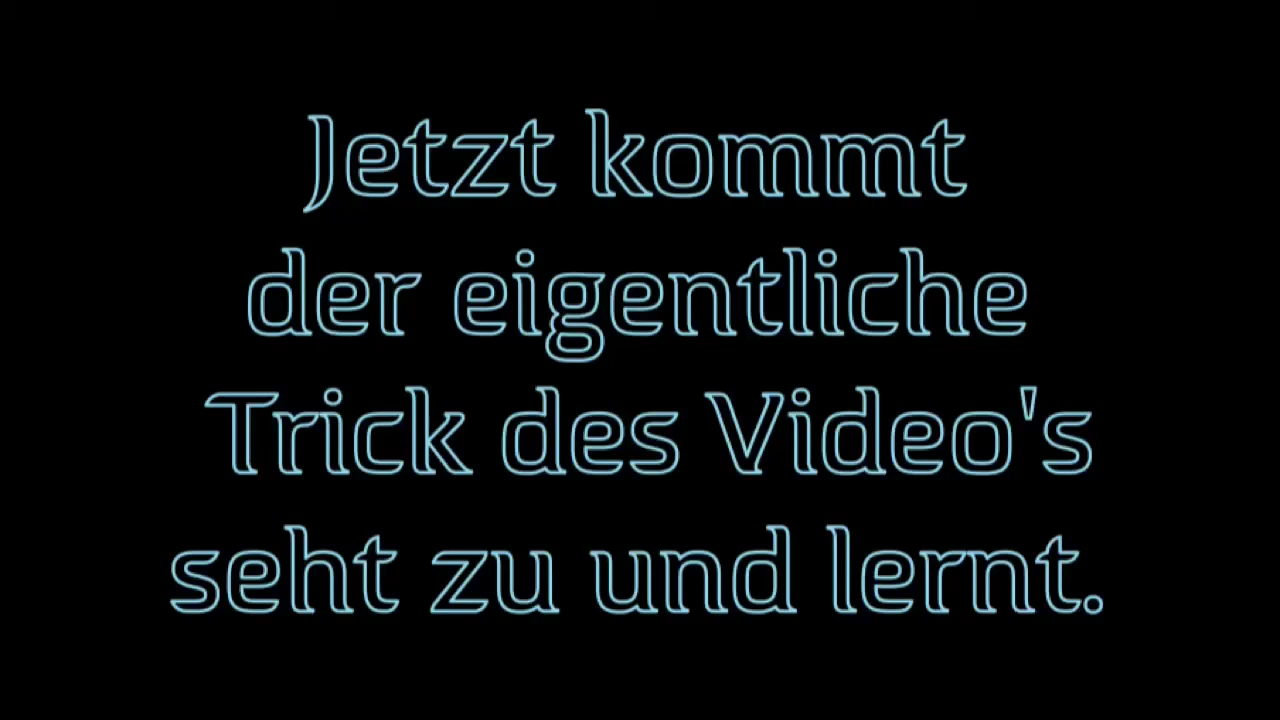 Jetzt kommt
der eigentliche
Trick des Video's
seht zu und lernt.